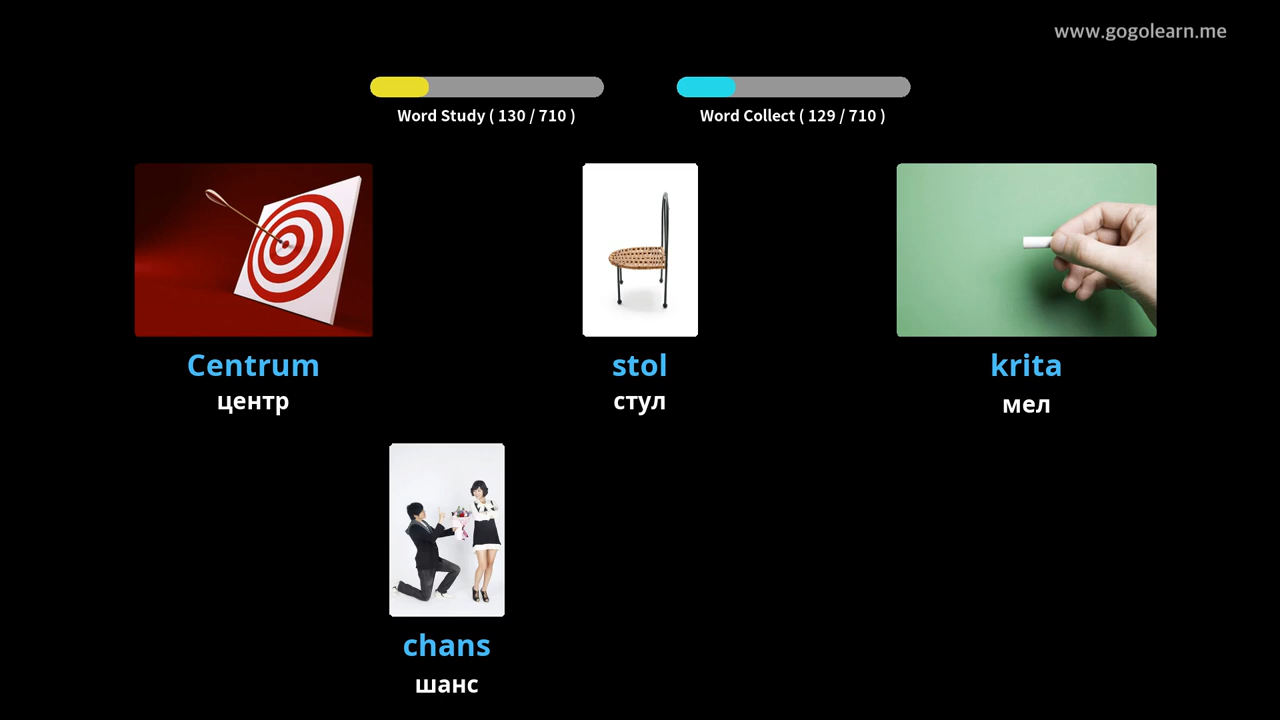 www.gogolearn.me
Word Study ( 130 / 710 )
Word Collect ( 129 / 710 )
Centrum
центр
stol
стул
krita
мел
chans
шанс